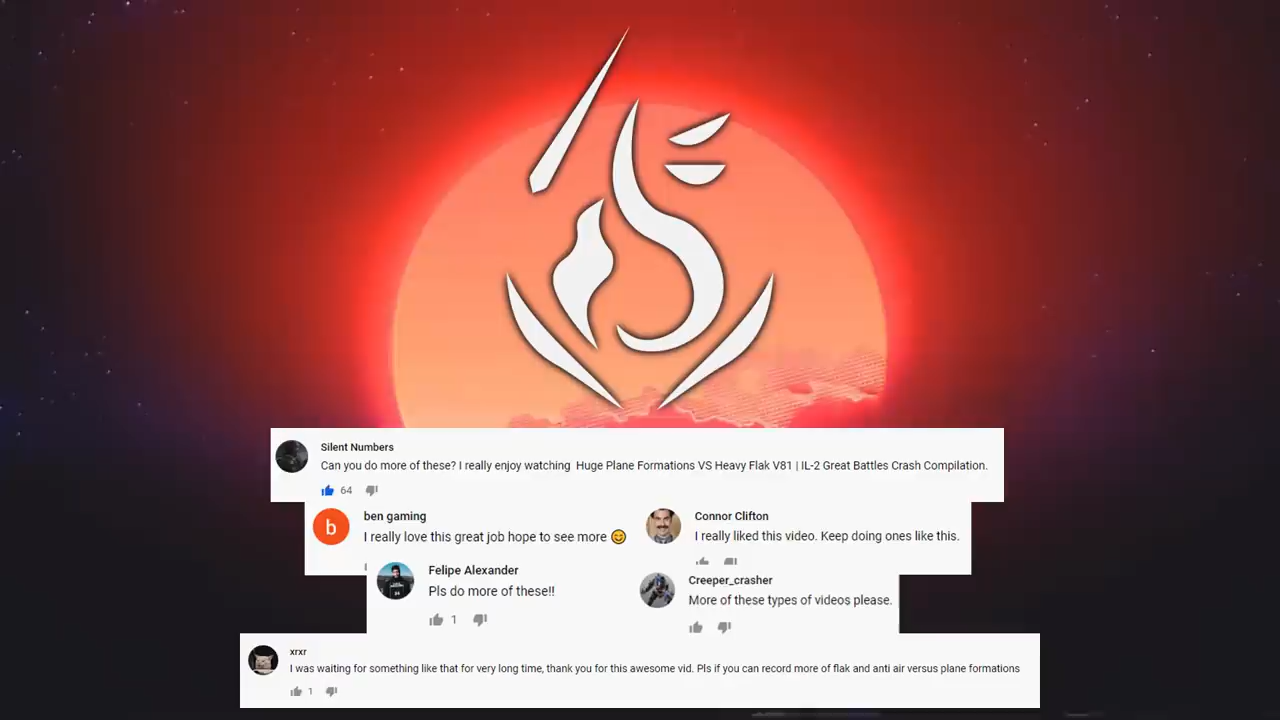 Silent Numbers
Can you do more of these? I really enjoy watching  Huge Plane Formations VS Heavy Flak V81 | IL-2 Great Battles Crash Compilation.
64
b
ben gaming
I really love this great job hope to see more 😊
Connor Clifton
I really liked this video. Keep doing ones like this.
Felipe Alexander
Pls do more of these!!
1
Creeper_crasher
More of these types of videos please.
xrxr
I was waiting for something like that for very long time, thank you for this awesome vid. Pls if you can record more of flak and anti air versus plane formations
1